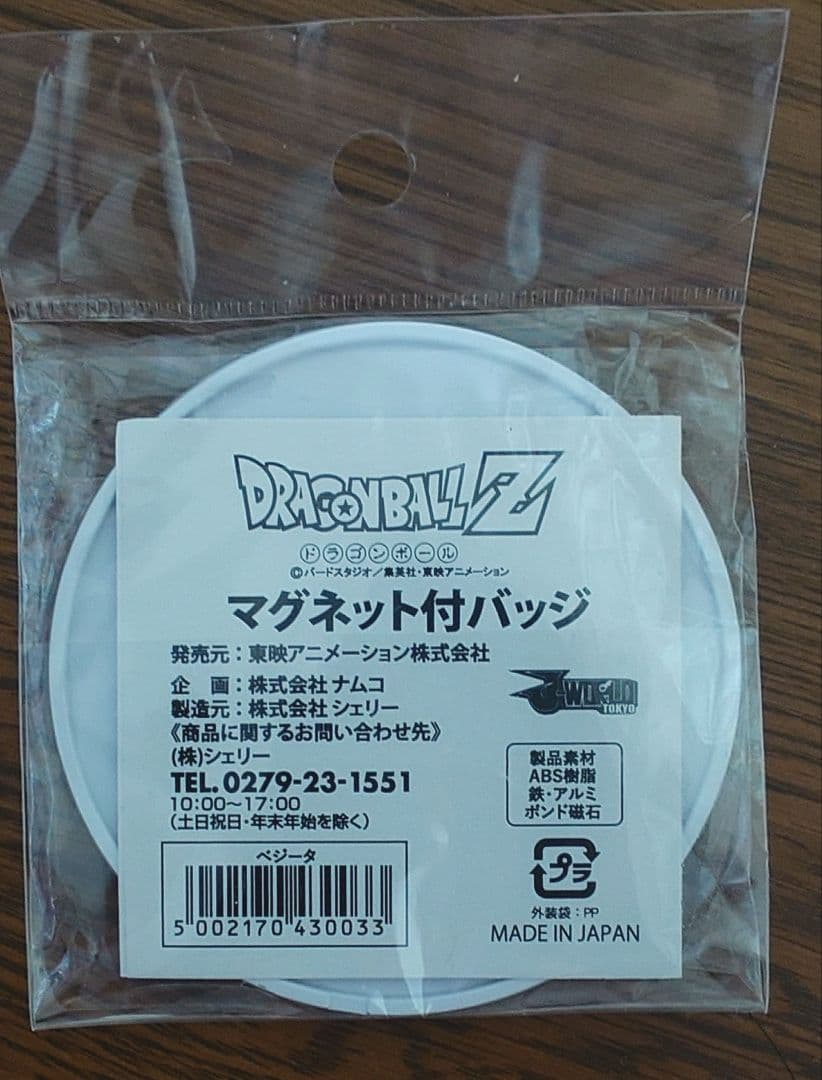 DRAGONBALL Z
ドラゴンボール
©バードスタジオ／集英社・東映アニメーション
マグネット付バッジ
発売元：東映アニメーション株式会社
企　画：株式会社 ナムコ
製造元：株式会社 シェリー
《商品に関するお問い合わせ先》
(株)シェリー
TEL. 0279-23-1551
10:00〜17:00
(土日祝日・年末年始を除く)
J-WORLD
TOKYO
製品素材
ABS樹脂
鉄・アルミ
ボンド磁石
プラ
外装袋：PP
MADE IN JAPAN
ベジータ
5 002170 430033